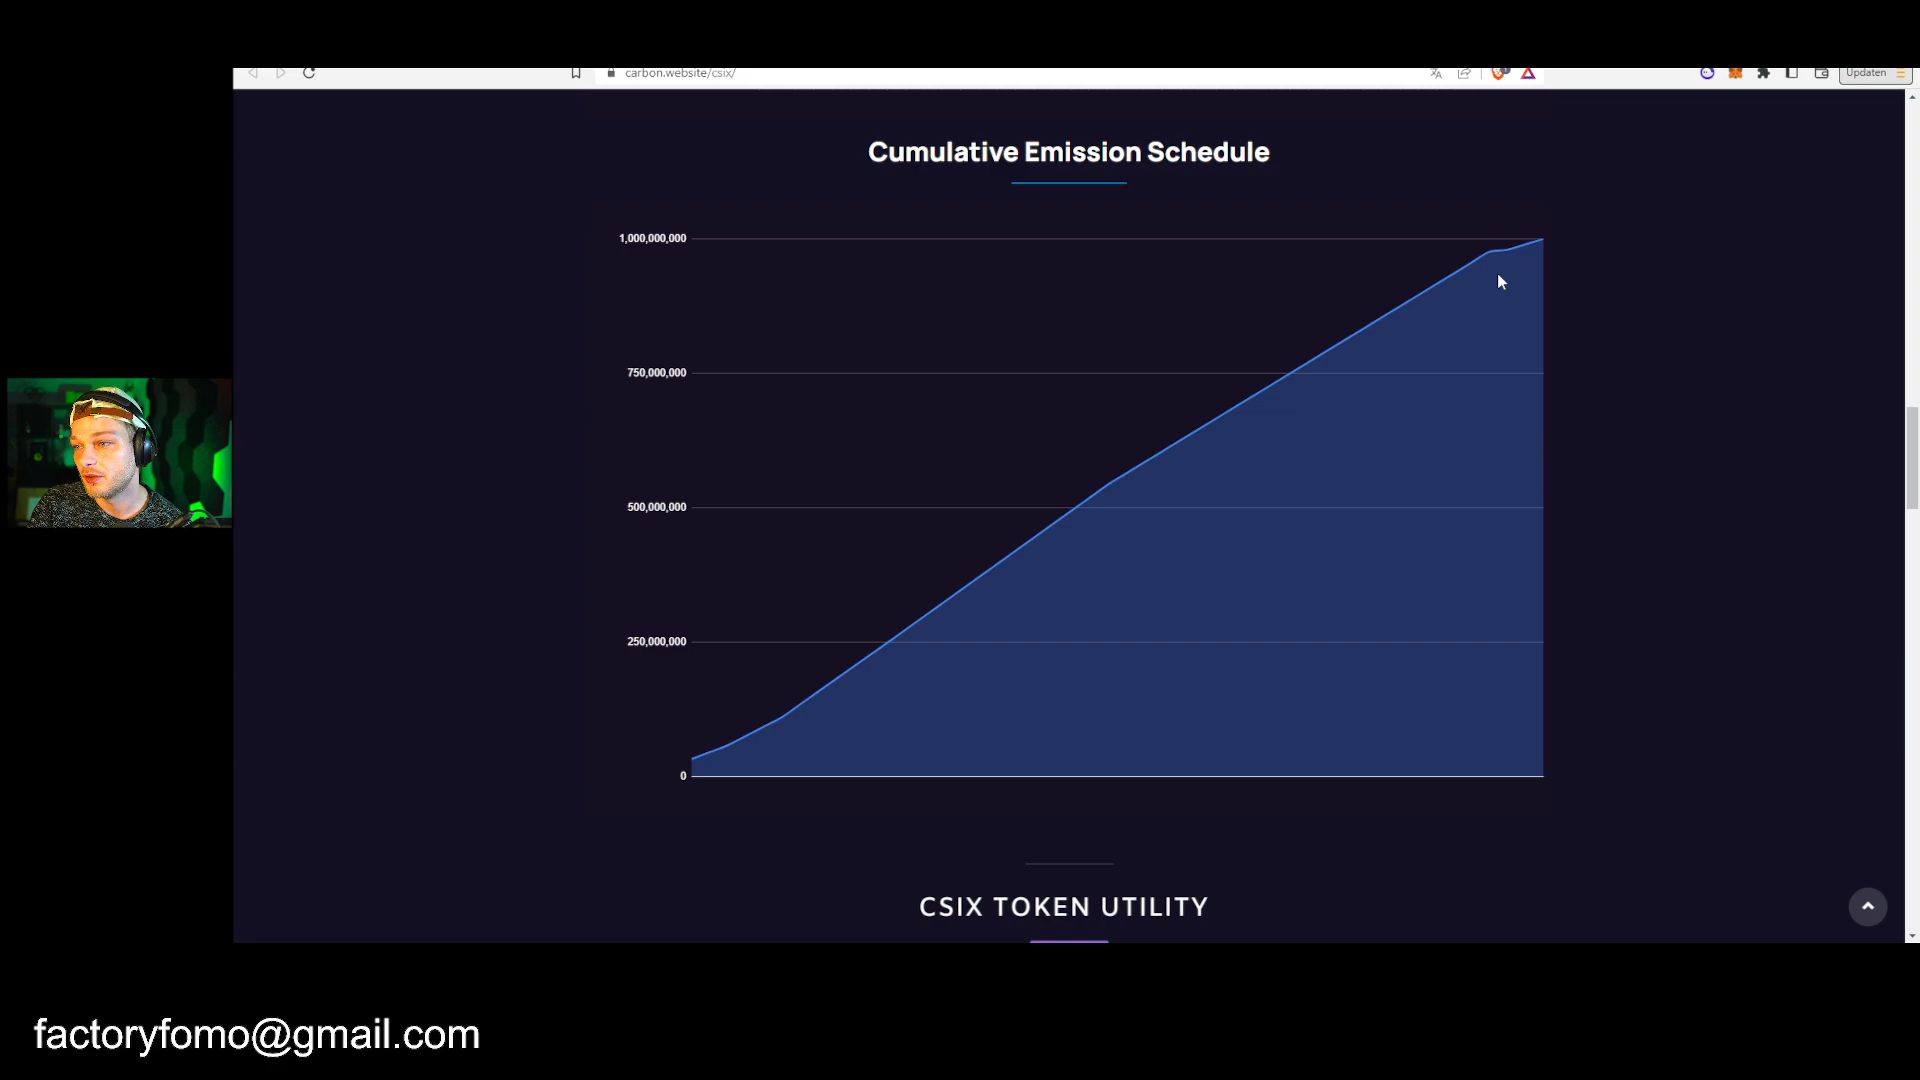 carbon.website/csix/
Updaten
Cumulative Emission Schedule
1,000,000,000
750,000,000
500,000,000
250,000,000
0
CSIX TOKEN UTILITY
factoryfomo@gmail.com